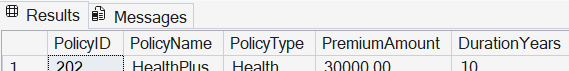 Results Messages
PolicyID PolicyName PolicyType PremiumAmount DurationYears
1 202 HealthPlus Health 30000.00 10